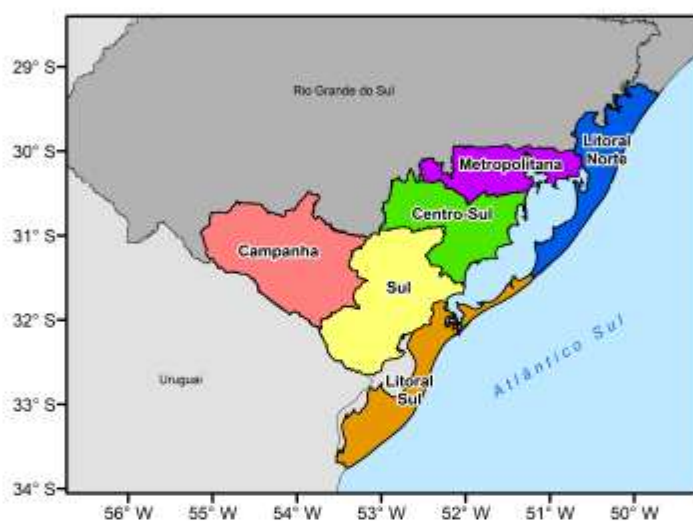 29° S
30° S
31° S
32° S
33° S
34° S
Rio Grande do Sul
Litoral
Norte
Metropolitana
Centro Sul
Campanha
Sul
Litoral
Sul
Uruguai
Atlântico Sul
56° W
55° W
54° W
53° W
52° W
51° W
50° W